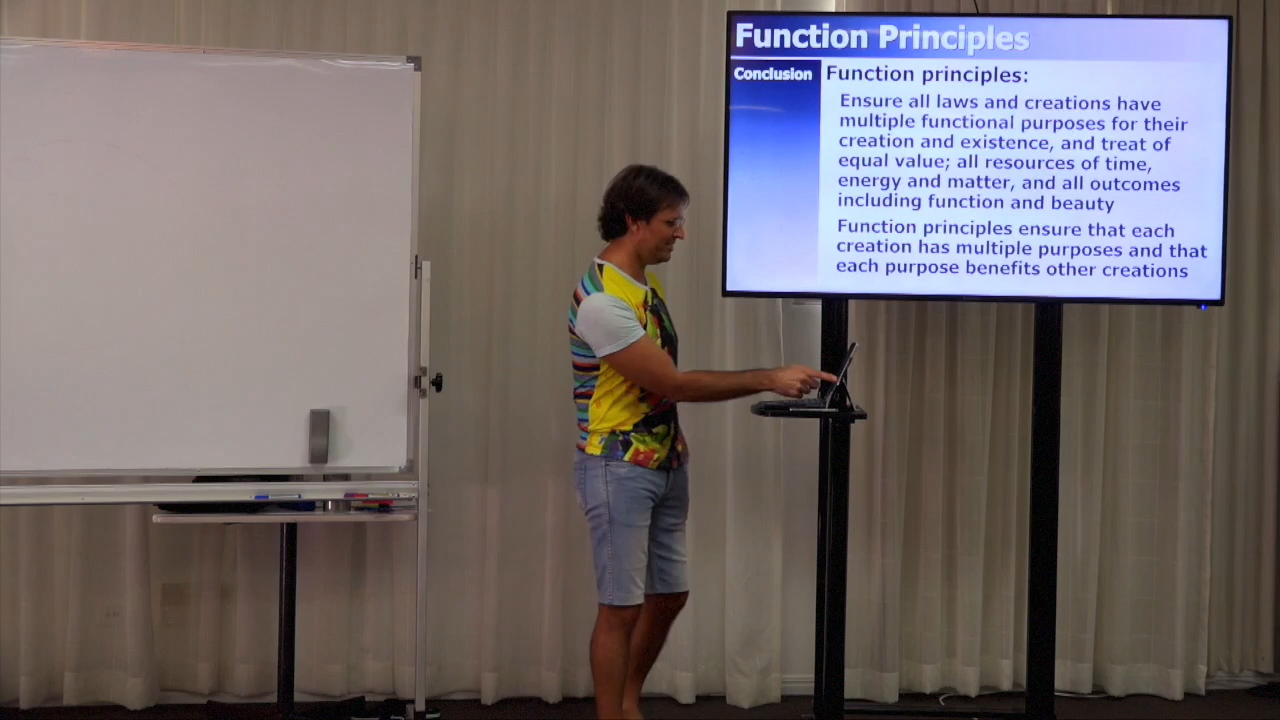 Function Principles
Conclusion
Function principles:
Ensure all laws and creations have
multiple functional purposes for their
creation and existence, and treat of
equal value; all resources of time,
energy and matter, and all outcomes
including function and beauty
Function principles ensure that each
creation has multiple purposes and that
each purpose benefits other creations